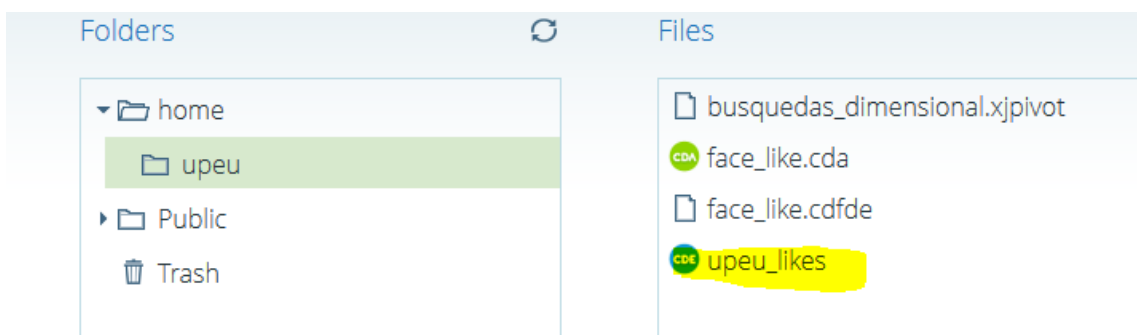 Folders
home
upeu
Public
Trash
Files
busquedas_dimensional.xjpivot
CDA face_like.cda
face_like.cdfde
CDE upeu_likes